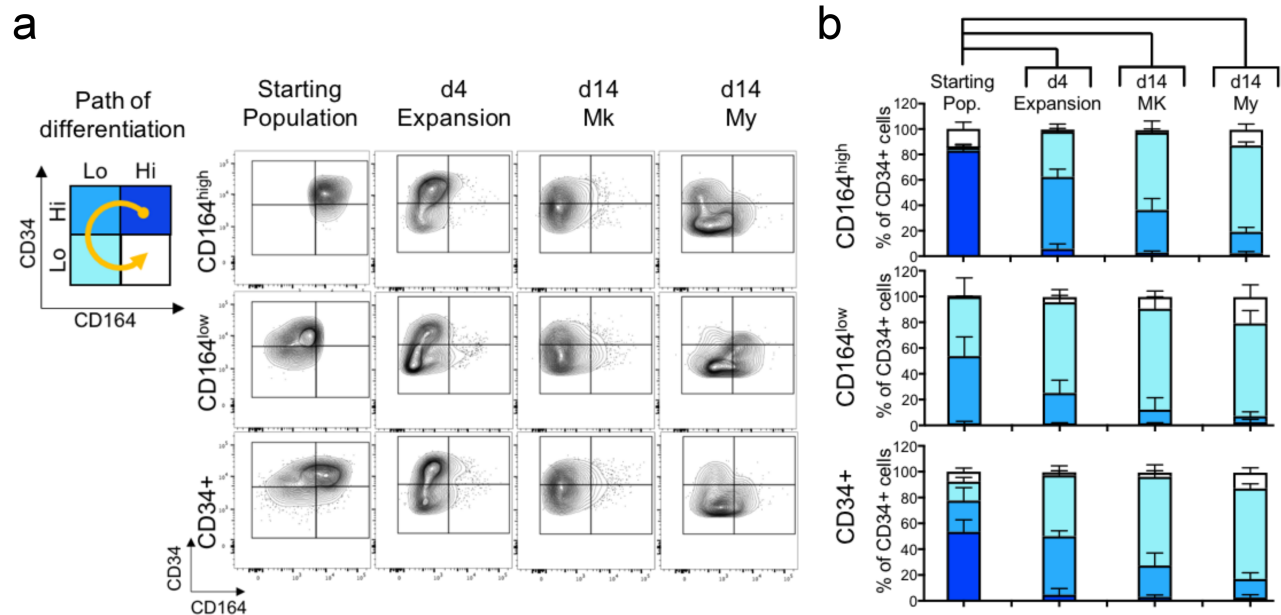 a
b
Path of
differentiation
Lo Hi
Hi
Lo
CD34
CD164
Starting
Population
d4
Expansion
d14
Mk
d14
My
CD164high
CD164low
CD34+
CD34
CD164
Starting
Pop.
d4
Expansion
d14
MK
d14
My
CD164high
% of CD34+ cells
120
100
80
60
40
20
0
CD164low
% of CD34+ cells
120
100
80
60
40
20
0
CD34+
% of CD34+ cells
120
100
80
60
40
20
0